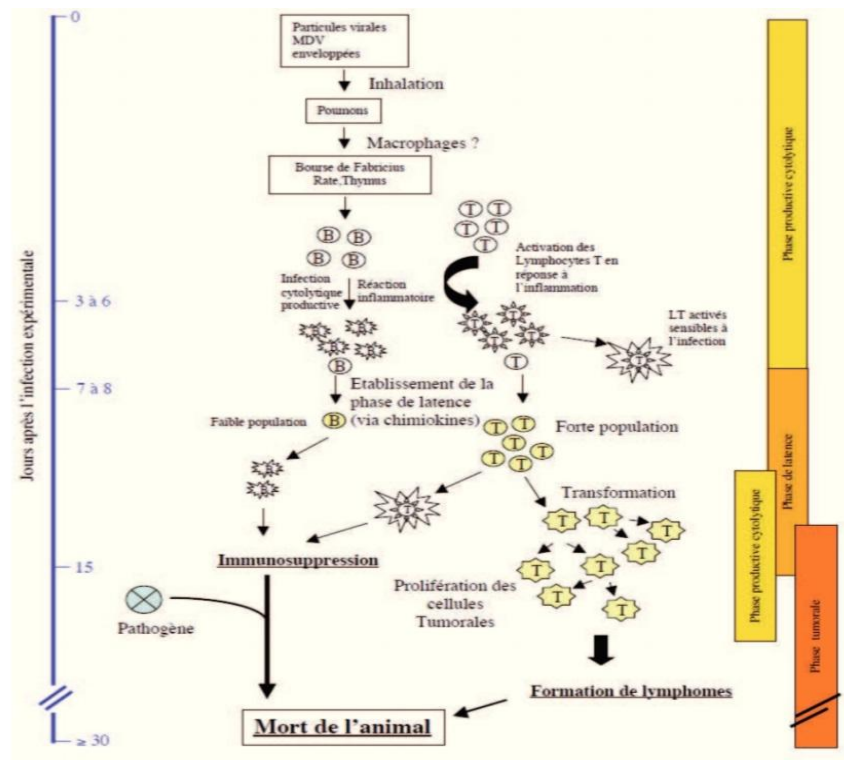 0
Particules virales
MDV
enveloppées
Inhalation
Poumons
Macrophages ?
Bourse de Fabricius
Rate,Thymus
B
B
B
B
T
T
T
T
T
Activation des
Lymphocytes T en
réponse à
l'inflammation
Infection
cytolytique
productive
Réaction
inflammatoire
3 à 6
B
B
B
B
B
T
T
T
T
T
LT activés
sensibles à
l'infection
T
7 à 8
Etablissement de la
phase de latence
(via chimiokines)
Faible population
B
T
T
T
T
T
T
Forte population
B
B
T
Transformation
T
T
T
T
T
T
T
T
Immunosuppression
15
Prolifération des
cellules
Tumorales
Pathogène
Formation de lymphomes
Mort de l'animal
≥ 30
Jours après l'infection expérimentale
Phase productive cytolytique
Phase de latence
Phase productive cytolytique
Phase tumorale